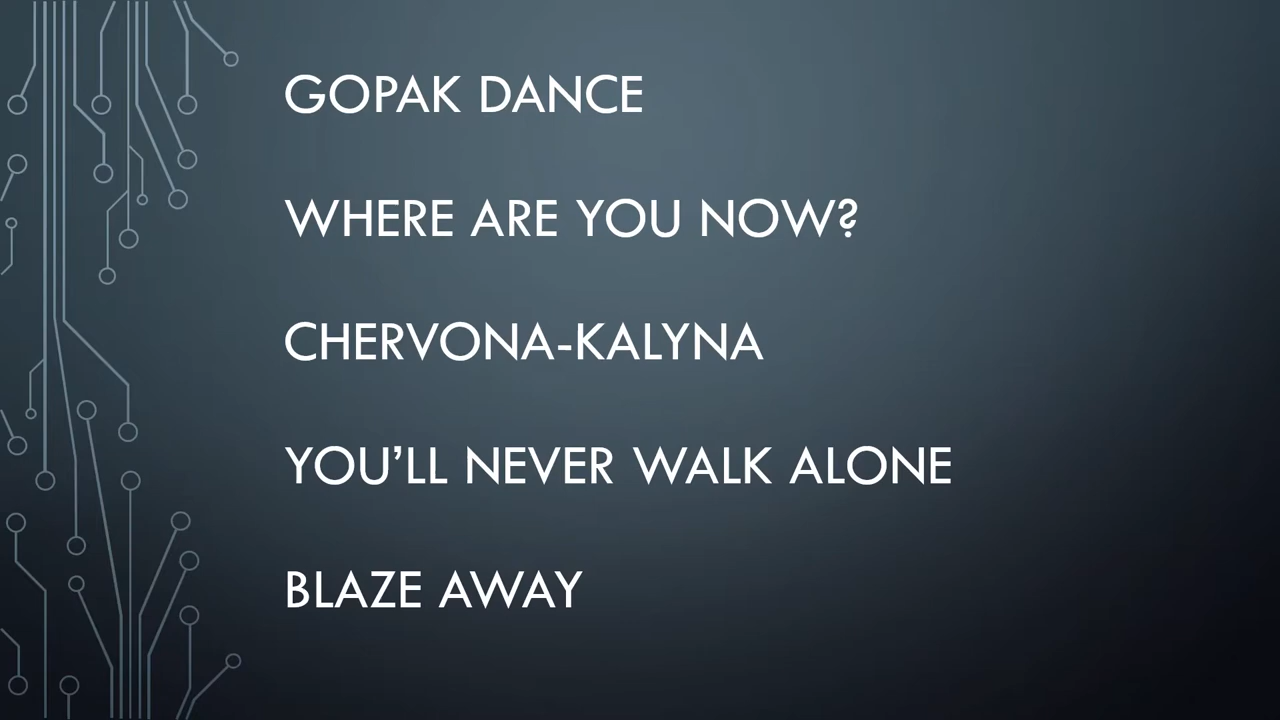 GOPAK DANCE
WHERE ARE YOU NOW?
CHERVONA-KALYNA
YOU’LL NEVER WALK ALONE
BLAZE AWAY